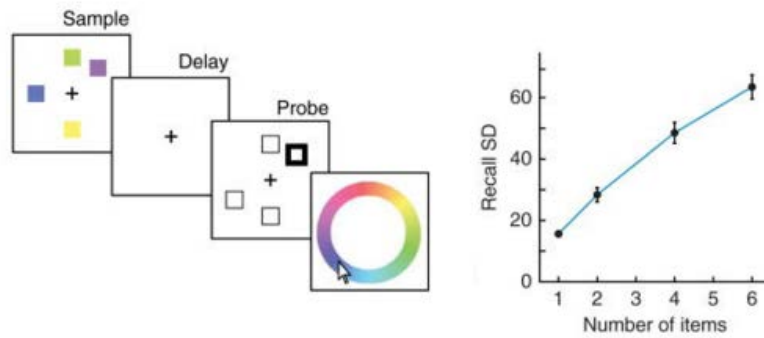 Sample
Delay
Probe
Recall SD
60
40
20
0
1 2 3 4 5 6
Number of items